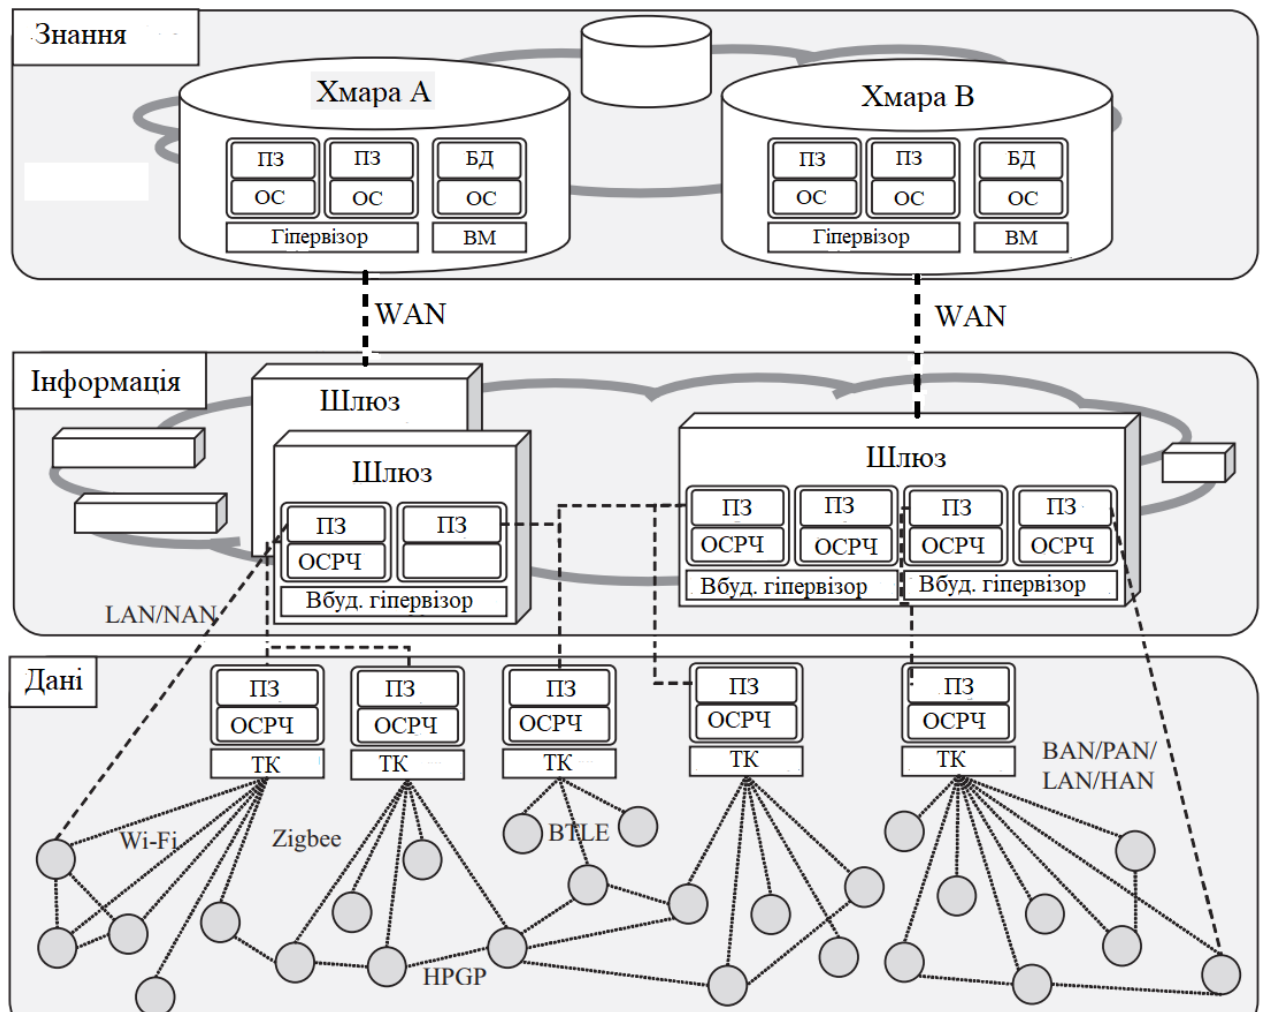 Знання
Хмара А
Хмара В
ПЗ
ПЗ
БД
ОС
ОС
ОС
Гіпервізор
ВМ
ПЗ
ПЗ
БД
ОС
ОС
ОС
Гіпервізор
ВМ
WAN
WAN
Інформація
Шлюз
Шлюз
ПЗ
ПЗ
ОСРЧ
Вбуд. гіпервізор
Шлюз
ПЗ
ПЗ
ПЗ
ПЗ
ОСРЧ
ОСРЧ
ОСРЧ
ОСРЧ
Вбуд. гіпервізор
Вбуд. гіпервізор
LAN/NAN
Дані
ПЗ
ПЗ
ПЗ
ПЗ
ПЗ
ОСРЧ
ОСРЧ
ОСРЧ
ОСРЧ
ОСРЧ
ТК
ТК
ТК
ТК
ТК
BAN/PAN/
LAN/HAN
Wi-Fi
Zigbee
BTLE
HPGP